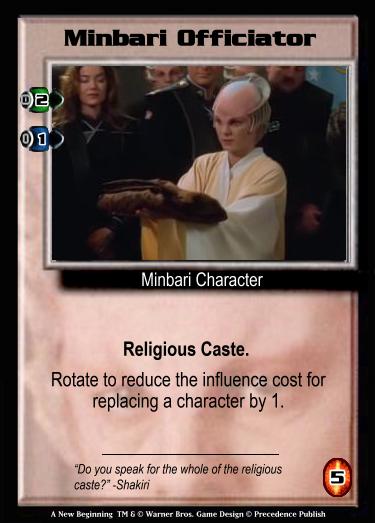 Minbari Officiator
2
1
Minbari Character
Religious Caste.
Rotate to reduce the influence cost for
replacing a character by 1.
"Do you speak for the whole of the religious
caste?" -Shakiri
5
A New Beginning TM & © Warner Bros. Game Design © Precedence Publish